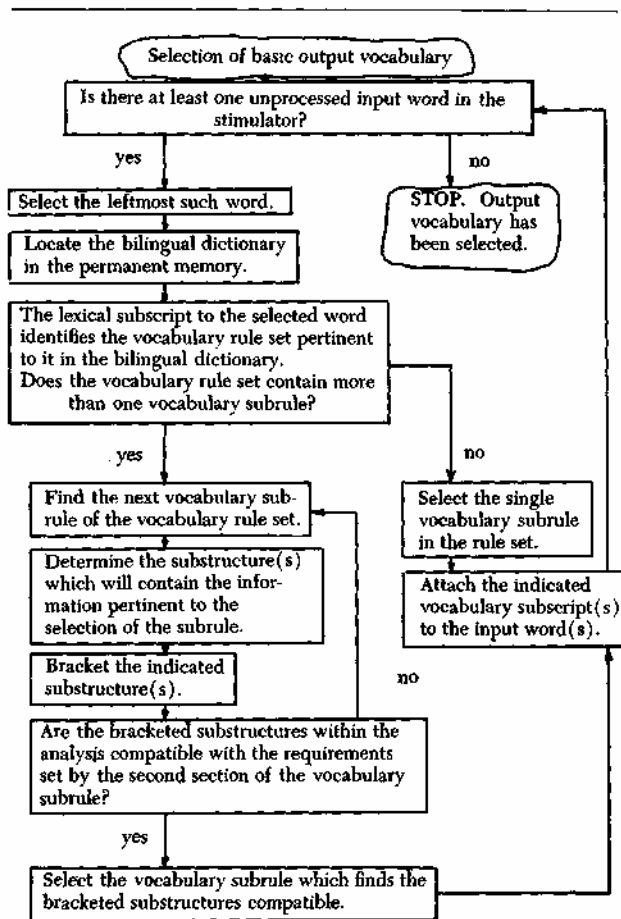 Selection of basic output vocabulary
Is there at least one unprocessed input word in the
stimulator?
yes
no
Select the leftmost such word.
STOP. Output
vocabulary has
been selected.
Locate the bilingual dictionary
in the permanent memory.
The lexical subscript to the selected word
identifies the vocabulary rule set pertinent
to it in the bilingual dictionary.
Does the vocabulary rule set contain more
than one vocabulary subrule?
yes
no
Find the next vocabulary sub-
rule of the vocabulary rule set.
Select the single
vocabulary subrule
in the rule set.
Determine the substructure(s)
which will contain the infor-
mation pertinent to the
selection of the subrule.
Attach the indicated
vocabulary subscript(s)
to the input word(s).
Bracket the indicated
substructure(s).
no
Are the bracketed substructures within the
analysis compatible with the requirements
set by the second section of the vocabulary
subrule?
yes
Select the vocabulary subrule which finds the
bracketed substructures compatible.